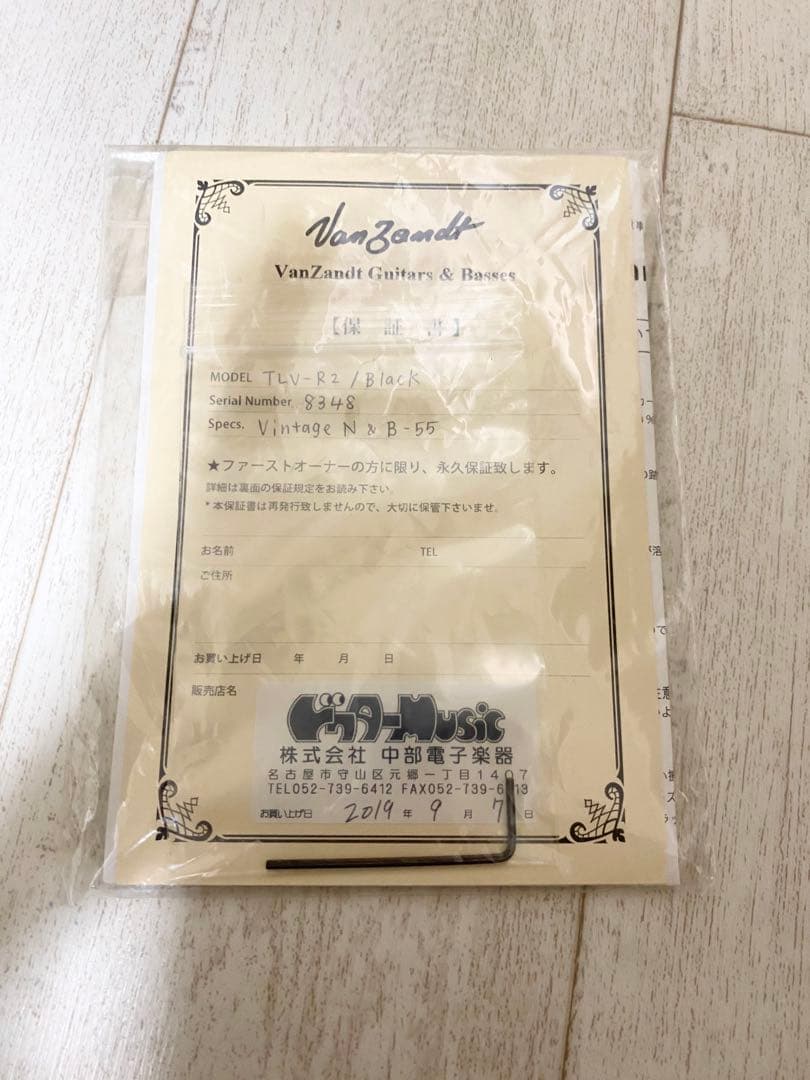 VanZandt
VanZandt Guitars & Basses
【保証書】
MODEL TLV-R2 / Black
Serial Number 8348
Specs. Vintage N & B-55
★ファーストオーナーの方に限り、永久保証致します。
詳細は裏面の保証規定をお読み下さい。
*本保証書は再発行致しませんので、大切に保管下さいませ。
お名前 TEL
ご住所
お買い上げ日 年 月 日
販売店名
ドクターMusic
株式会社 中部電子楽器
名古屋市守山区元郷一丁目1407
TEL052-739-6412 FAX052-739-6413
お買い上げ日 2019 年 9 月 7 日